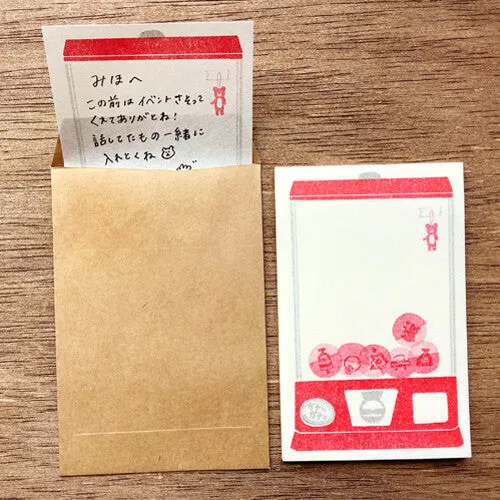 みほへ
この前はイベントさそって
くれてありがとね！
話してたもの一緒に
入れとくね